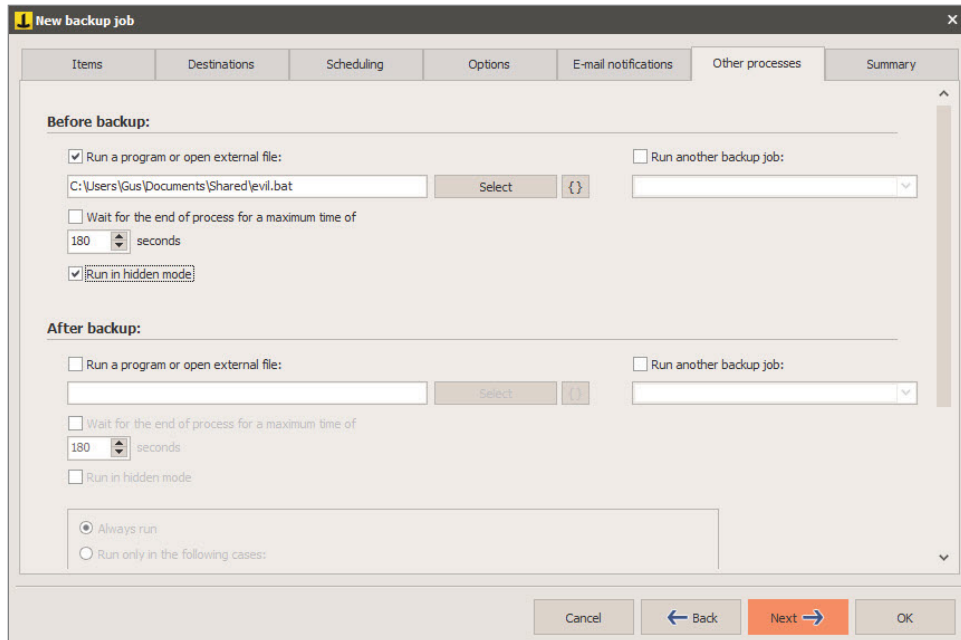 New backup job
Items Destinations Scheduling Options E-mail notifications Other processes Summary
Before backup:
Run a program or open external file: Run another backup job:
C:\Users\Gus\Documents\Shared\evil.bat Select {}
Wait for the end of process for a maximum time of
180 seconds
Run in hidden mode
After backup:
Run a program or open external file: Run another backup job:
Select {}
Wait for the end of process for a maximum time of
180 seconds
Run in hidden mode
Always run
Run only in the following cases:
Cancel Back Next OK